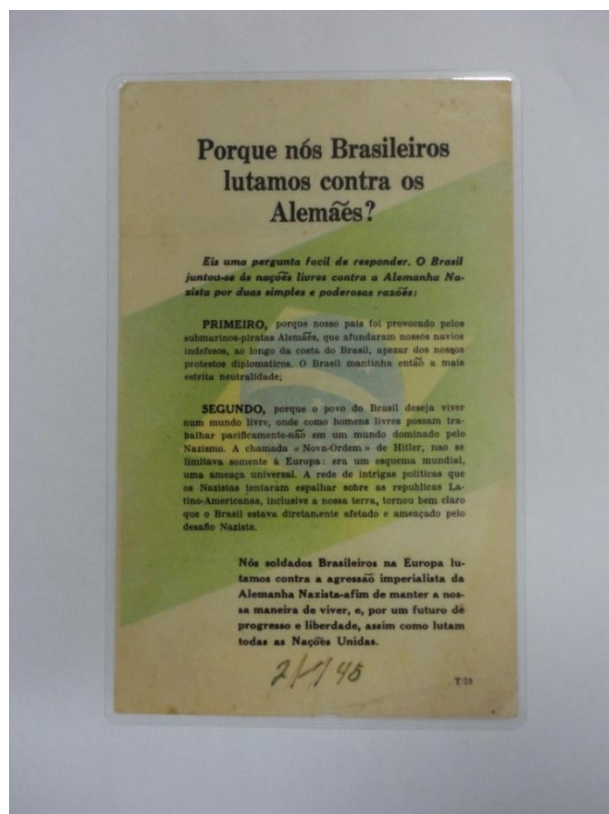 Porque nós Brasileiros
lutamos contra os
Alemães?
Eis uma pergunta facil de responder. O Brasil
juntou-se ás nações livres contra a Alemanha Na-
zista por duas simples e poderosas razões:
PRIMEIRO, porque nosso pais foi provocado pelos
submarinos-piratas Alemães, que afundaram nossos navios
indefesos, ao longo da costa do Brasil, apezar dos nossos
protestos diplomaticos. O Brasil mantinha então a mais
estrita neutralidade;
SEGUNDO, porque o povo do Brasil deseja viver
num mundo livre, onde como homens livres possam tra-
balhar pacificamente-não em um mundo dominado pelo
Nazismo. A chamada « Nova-Ordem » de Hitler, nao se
limitava somente á Europa: era um esquema mundial,
uma ameaça universal. A rede de intrigas politicas que
os Nazistas tentaram espalhar sobre as republicas La-
tino-Americanas, inclusive a nossa terra, tornou bem claro
que o Brasil estava diretamente afetado e ameaçado pelo
desafio Nazista.
Nós soldados Brasileiros na Europa lu-
tamos contra a agressão imperialista da
Alemanha Nazista-afim de manter a nos-
sa maneira de viver, e, por um futuro de
progresso e liberdade, assim como lutam
todas as Nações Unidas.
2/-/45
T-59